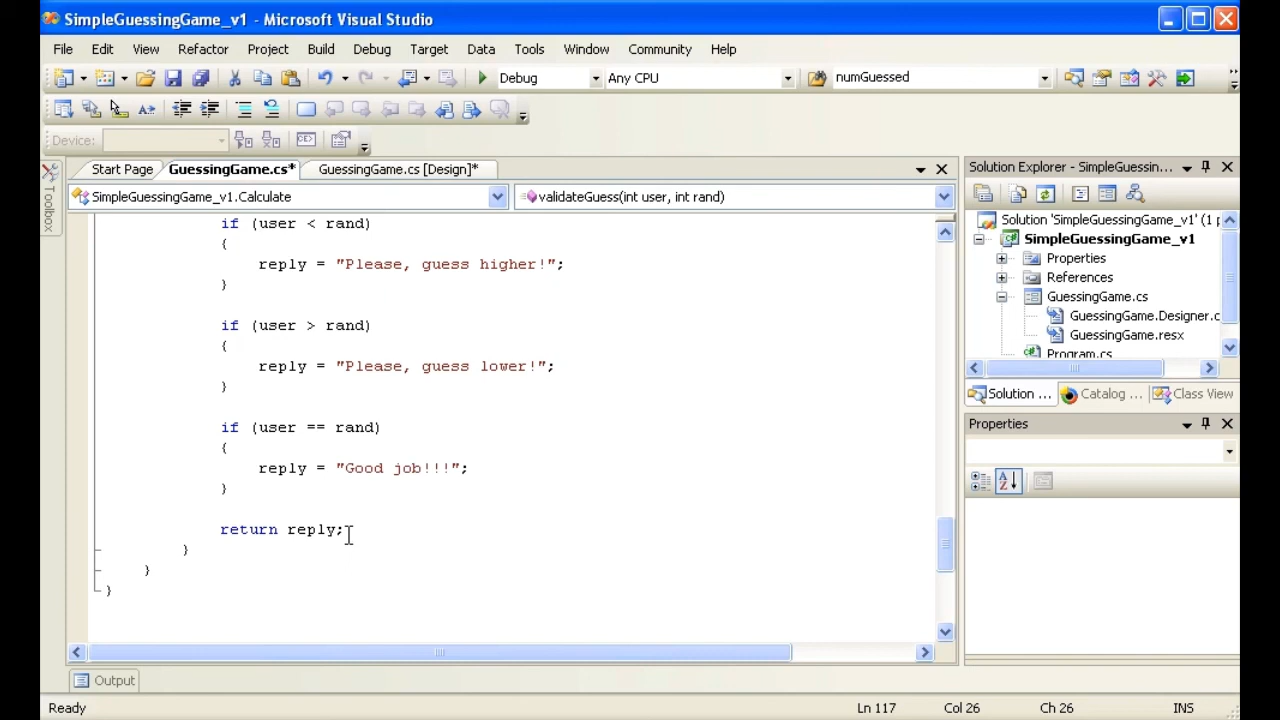 SimpleGuessingGame_v1 - Microsoft Visual Studio
File Edit View Refactor Project Build Debug Target Data Tools Window Community Help
Debug Any CPU numGuessed
Device:
Start Page GuessingGame.cs* GuessingGame.cs [Design]*
SimpleGuessingGame_v1.Calculate validateGuess(int user, int rand)
Toolbox
if (user < rand)
{
reply = "Please, guess higher!";
}
if (user > rand)
{
reply = "Please, guess lower!";
}
if (user == rand)
{
reply = "Good job!!!";
}
return reply;
}
}
}
Solution Explorer - SimpleGuessin...
Solution 'SimpleGuessingGame_v1' (1 p
SimpleGuessingGame_v1
Properties
References
GuessingGame.cs
GuessingGame.Designer.c
GuessingGame.resx
Program.cs
Solution ... Catalog ... Class View
Properties
Output
Ready Ln 117 Col 26 Ch 26 INS